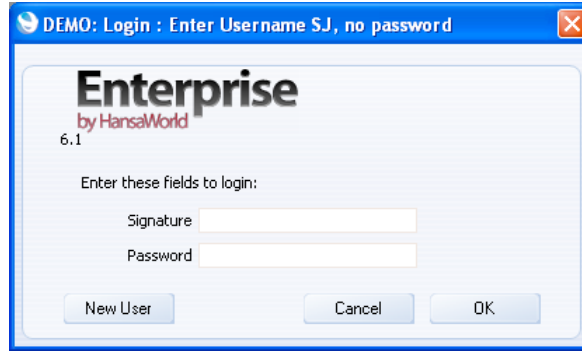 DEMO: Login : Enter Username SJ, no password
Enterprise
by HansaWorld
6.1
Enter these fields to login:
Signature
Password
New User Cancel OK